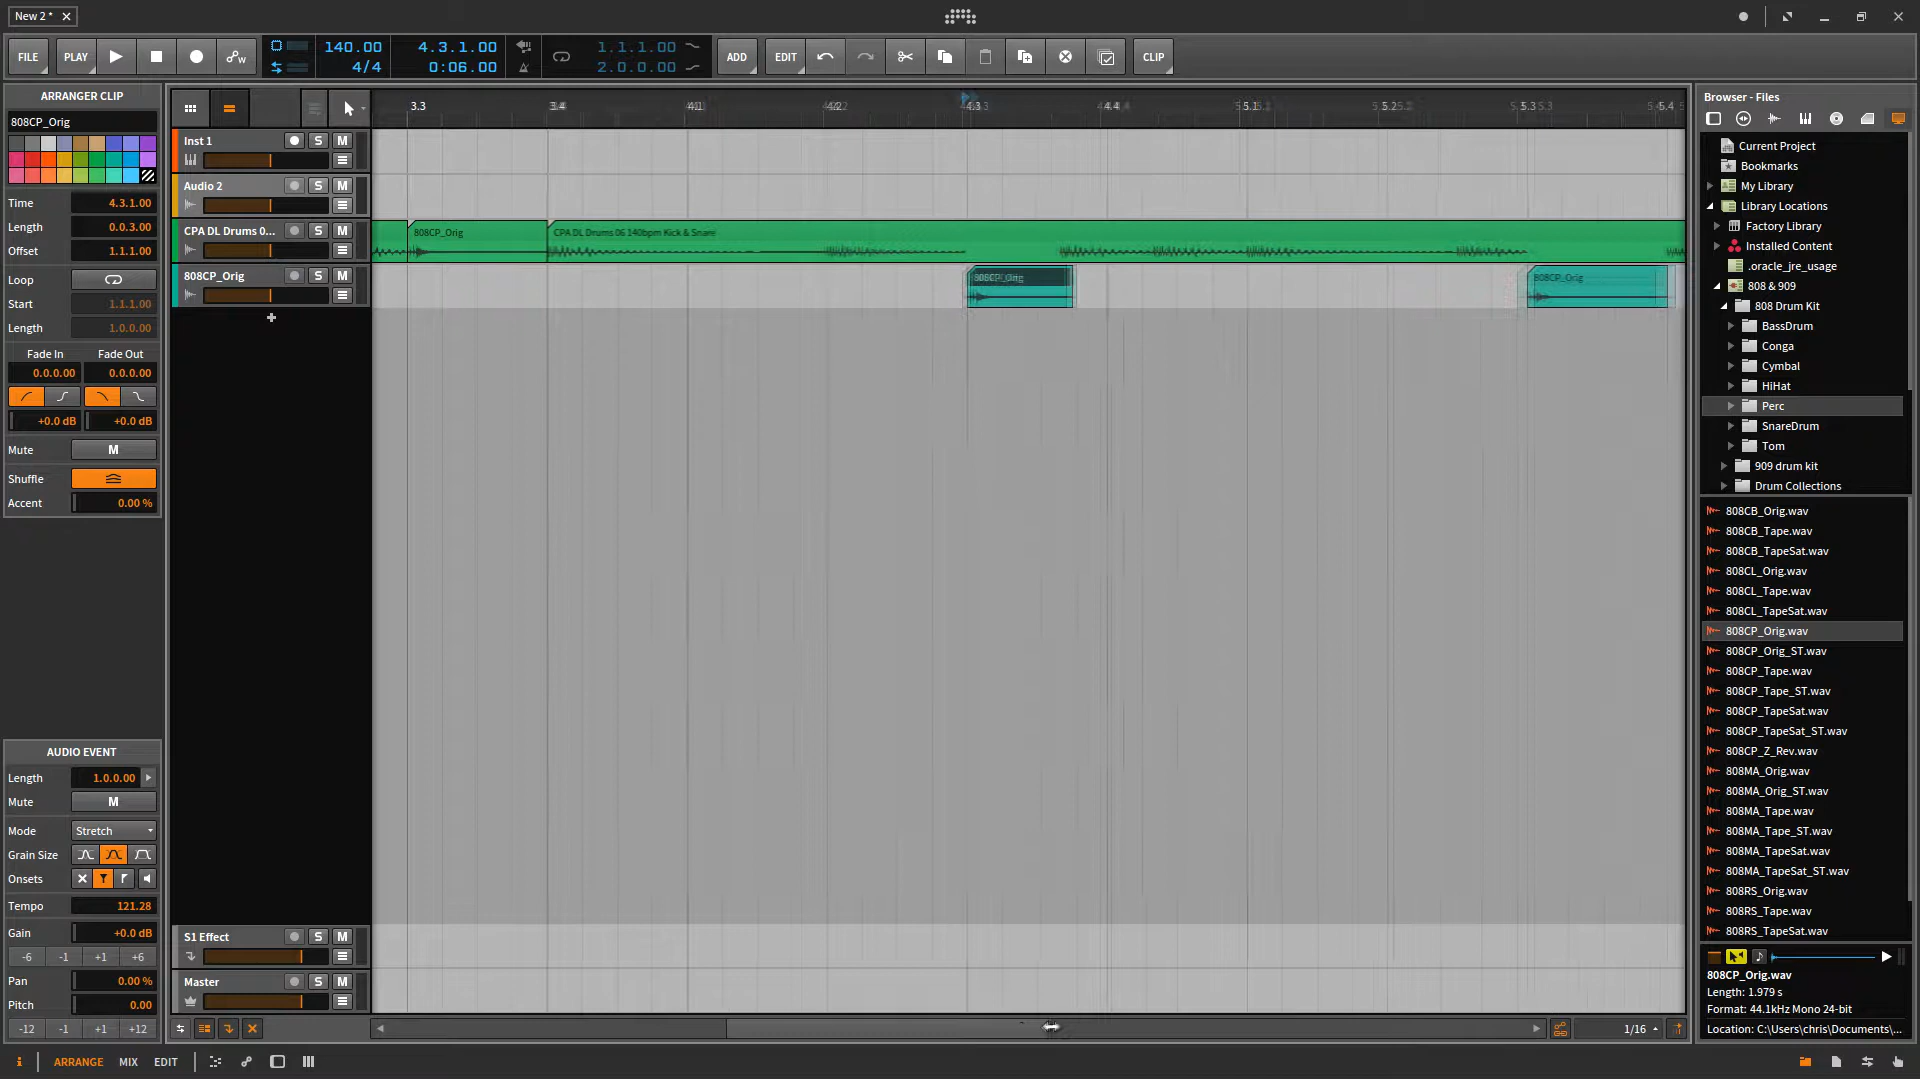 New 2 *
FILE
PLAY
140.00
4/4
4.3.1.00
0:06.00
1.1.1.00
2.0.0.00
ADD
EDIT
CLIP
ARRANGER CLIP
808CP_Orig
Time 4.3.1.00
Length 0.0.3.00
Offset 1.1.1.00
Loop
Start 1.1.1.00
Length 1.0.0.00
Fade In Fade Out
0.0.0.00 0.0.0.00
+0.0 dB +0.0 dB
Mute M
Shuffle
Accent 0.00 %
AUDIO EVENT
Length 1.0.0.00
Mute M
Mode Stretch
Grain Size
Onsets
Tempo 121.28
Gain +0.0 dB
-6 -1 +1 +6
Pan 0.00 %
Pitch 0.00
-12 -1 +1 +12
3.3 3.4 4.1 4.2 4.3 4.4 5.1 5.2 5.3 5.4
Inst 1 S M
Audio 2 S M
CPA DL Drums 0... S M
808CP_Orig S M
808CP_Orig
CPA DL Drums 06 140bpm Kick & Snare
808CP_Orig
808CP_Orig
S1 Effect S M
Master S M
1/16
Browser - Files
Current Project
Bookmarks
My Library
Library Locations
Factory Library
Installed Content
.oracle_jre_usage
808 & 909
808 Drum Kit
BassDrum
Conga
Cymbal
HiHat
Perc
SnareDrum
Tom
909 drum kit
Drum Collections
808CB_Orig.wav
808CB_Tape.wav
808CB_TapeSat.wav
808CL_Orig.wav
808CL_Tape.wav
808CL_TapeSat.wav
808CP_Orig.wav
808CP_Orig_ST.wav
808CP_Tape.wav
808CP_Tape_ST.wav
808CP_TapeSat.wav
808CP_TapeSat_ST.wav
808CP_Z_Rev.wav
808MA_Orig.wav
808MA_Orig_ST.wav
808MA_Tape.wav
808MA_Tape_ST.wav
808MA_TapeSat.wav
808MA_TapeSat_ST.wav
808RS_Orig.wav
808RS_Tape.wav
808RS_TapeSat.wav
808CP_Orig.wav
Length: 1.979 s
Format: 44.1kHz Mono 24-bit
Location: C:\Users\chris\Documents\...
i ARRANGE MIX EDIT